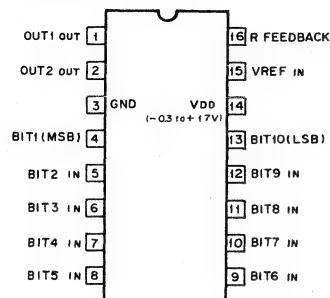 OUT1 OUT 1 16 R FEEDBACK
OUT2 OUT 2 15 VREF IN
3 GND VDD 14
(-0.3 to + 17V)
BIT1(MSB) 4 13 BIT10(LSB)
BIT2 IN 5 12 BIT9 IN
BIT3 IN 6 11 BIT8 IN
BIT4 IN 7 10 BIT7 IN
BIT5 IN 8 9 BIT6 IN